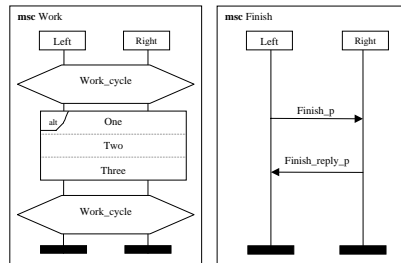 msc Work
Left
Right
Work_cycle
alt
One
Two
Three
Work_cycle
msc Finish
Left
Right
Finish_p
Finish_reply_p